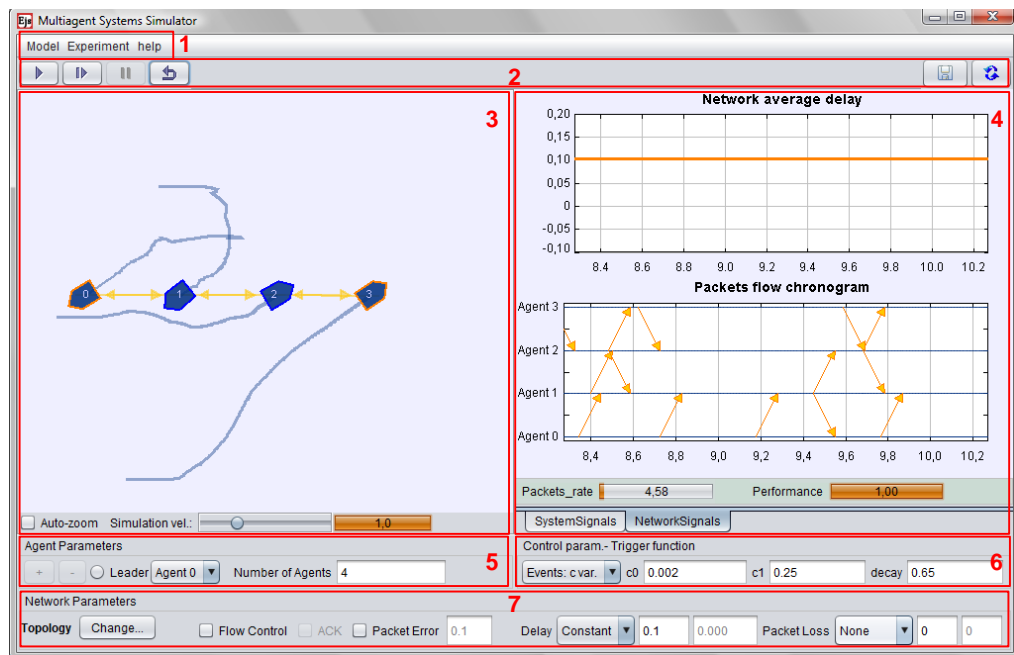 Ejs Multiagent Systems Simulator
Model Experiment help 1
2
3
0 1 2 3
Auto-zoom Simulation vel.: 1,0
4
Network average delay
0,20
0,15
0,10
0,05
0
-0,05
-0,10
8.4 8.6 8.8 9.0 9.2 9.4 9.6 9.8 10.0 10.2
Packets flow chronogram
Agent 3
Agent 2
Agent 1
Agent 0
8,4 8,6 8,8 9,0 9,2 9,4 9,6 9,8 10,0 10,2
Packets_rate 4,58 Performance 1,00
SystemSignals NetworkSignals
Agent Parameters
+ - Leader Agent 0 Number of Agents 4 5
Control param.- Trigger function
Events: c var. c0 0.002 c1 0.25 decay 0.65 6
Network Parameters 7
Topology Change... Flow Control ACK Packet Error 0.1 Delay Constant 0.1 0.000 Packet Loss None 0 0